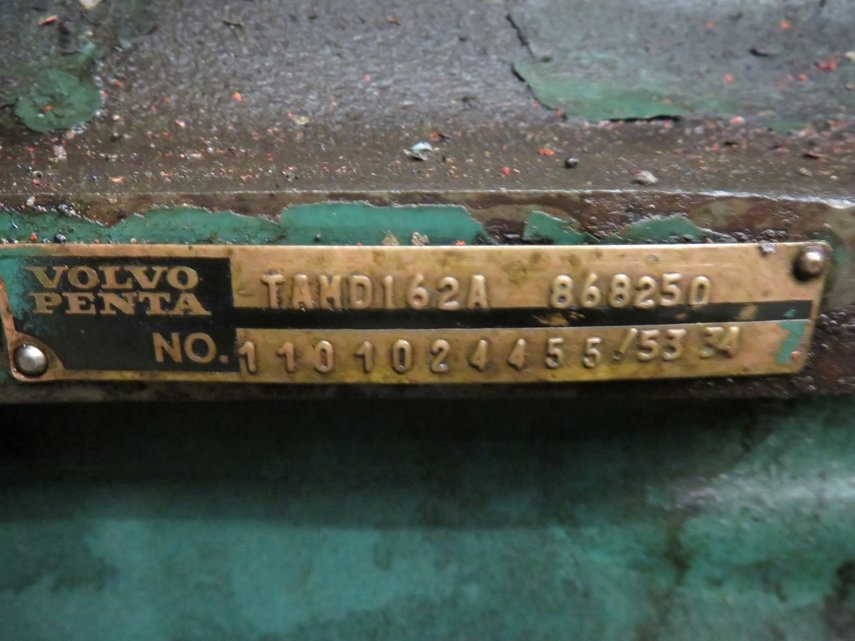 VOLVO
PENTA
TAMD162A 868250
NO. 1101024455/5334